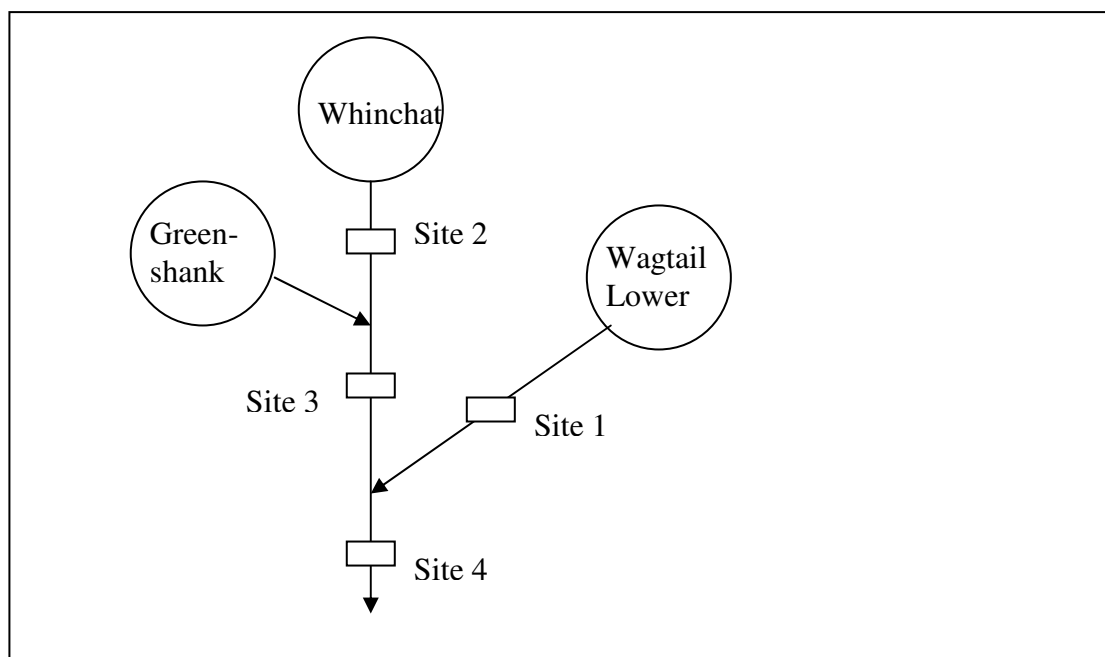 Whinchat
Green-
shank
Site 2
Wagtail
Lower
Site 3
Site 1
Site 4